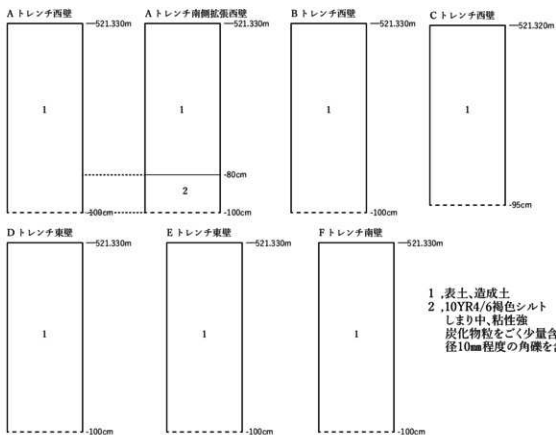 Aトレンチ西壁
521.330m
1
-100cm
Aトレンチ南側拡張西壁
521.330m
1
-80cm
2
-100cm
Bトレンチ西壁
521.330m
1
-100cm
Cトレンチ西壁
521.320m
1
-95cm
Dトレンチ東壁
521.330m
1
-100cm
Eトレンチ東壁
521.330m
1
-100cm
Fトレンチ南壁
521.330m
1
-100cm
1 ,表土、造成土
2 ,10YR4/6褐色シルト
しまり中、粘性強
炭化物粒をごく少量含
径10㎜程度の角礫を